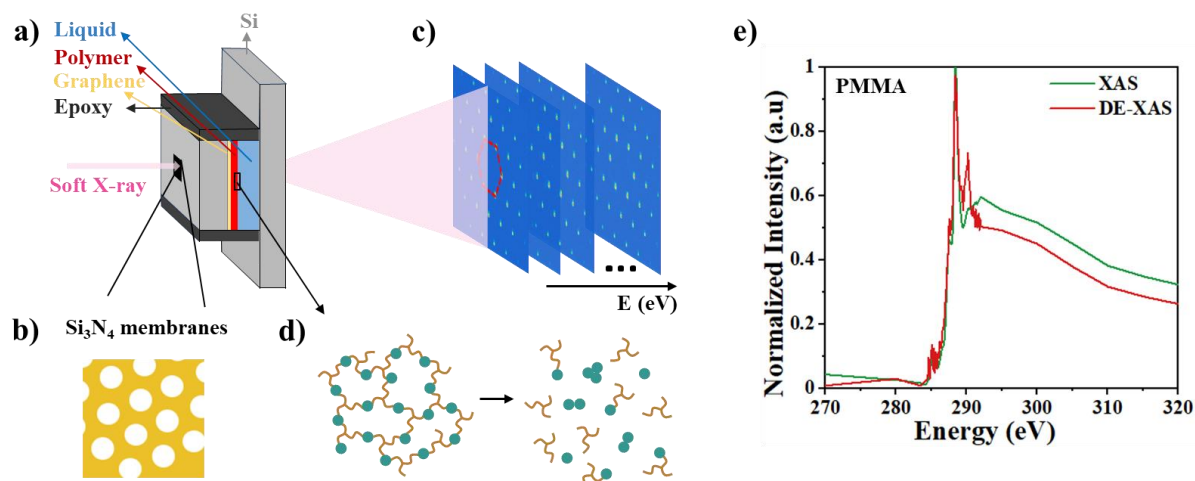 a)
Liquid
Si
Polymer
Graphene
Epoxy
Soft X-ray
c)
E (eV)
b)
Si₃N₄ membranes
d)
e)
PMMA
XAS
DE-XAS
Normalized Intensity (a.u)
1
0.8
0.6
0.4
0.2
0
270 280 290 300 310 320
Energy (eV)